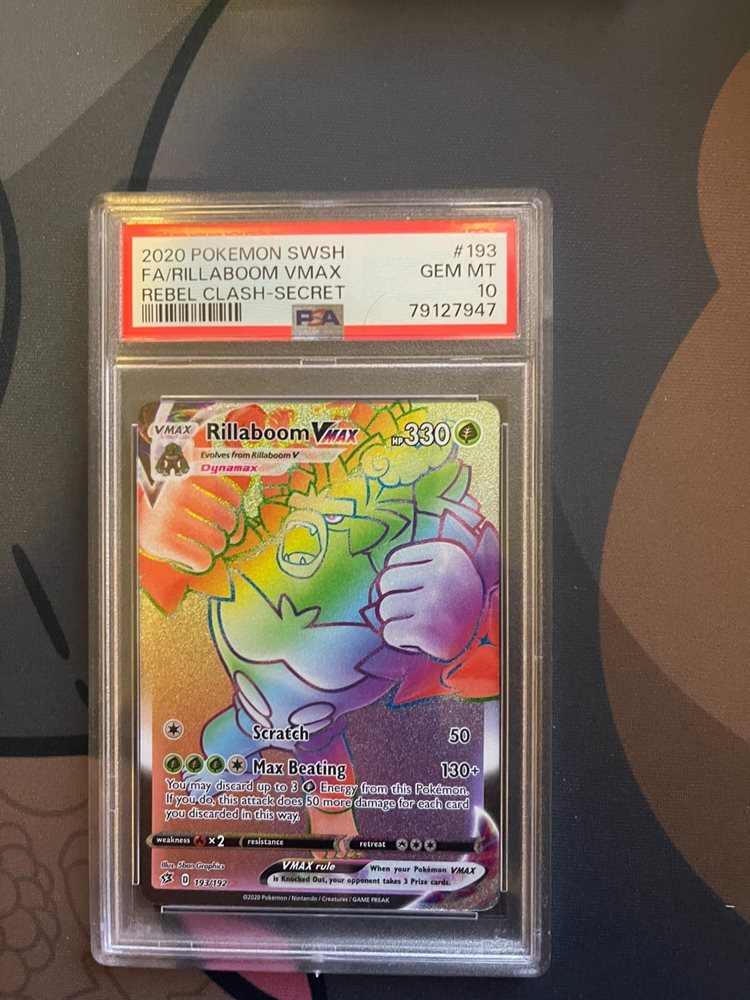 2020 POKEMON SWSH #193
FA/RILLABOOM VMAX GEM MT
REBEL CLASH-SECRET 10
PSA 79127947
VMAX Rillaboom VMAX HP 330
Evolves from Rillaboom V
Dynamax
Scratch 50
Max Beating 130+
You may discard up to 3 Energy from this Pokémon.
If you do, this attack does 50 more damage for each card
you discarded in this way.
weakness ×2 resistance retreat
Illus. 5ban Graphics VMAX rule When your Pokémon VMAX
is Knocked Out, your opponent takes 3 Prize cards.
D 193/192
©2020 Pokémon / Nintendo / Creatures / GAME FREAK